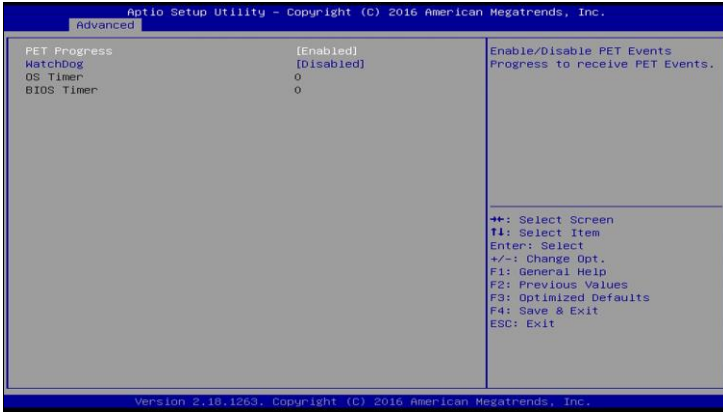 Aptio Setup Utility – Copyright (C) 2016 American Megatrends, Inc.
Advanced
PET Progress [Enabled]
WatchDog [Disabled]
OS Timer 0
BIOS Timer 0
Enable/Disable PET Events
Progress to receive PET Events.
→←: Select Screen
↑↓: Select Item
Enter: Select
+/-: Change Opt.
F1: General Help
F2: Previous Values
F3: Optimized Defaults
F4: Save & Exit
ESC: Exit
Version 2.18.1263. Copyright (C) 2016 American Megatrends, Inc.